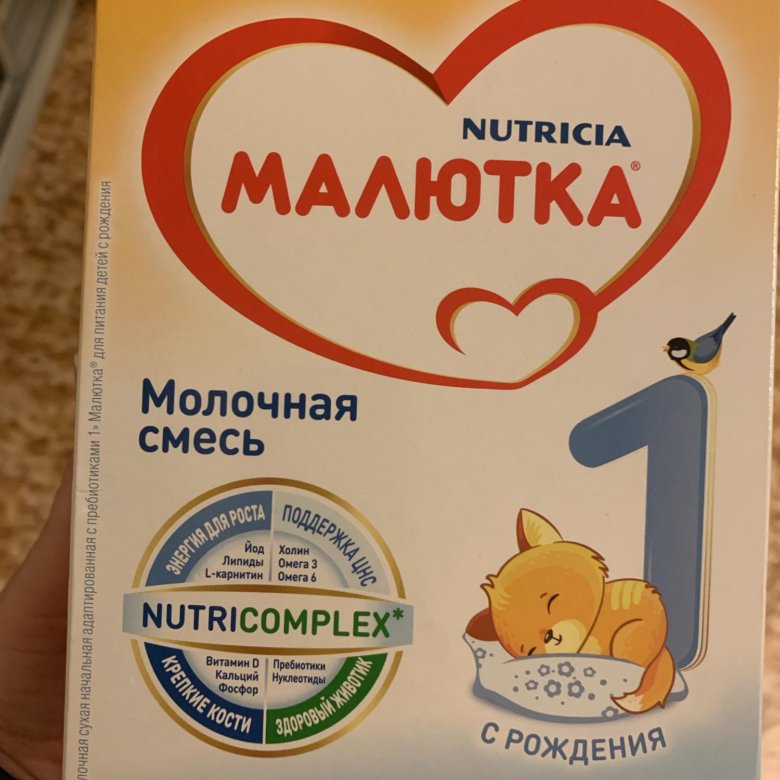 NUTRICIA
МАЛЮТКА®
Молочная
смесь
ЭНЕРГИЯ ДЛЯ РОСТА
Йод
Липиды
L-карнитин
ПОДДЕРЖКА ЦНС
Холин
Омега 3
Омега 6
NUTRICOMPLEX*
Витамин D
Кальций
Фосфор
КРЕПКИЕ КОСТИ
Пребиотики
Нуклеотиды
ЗДОРОВЫЙ ЖИВОТИК
1
С РОЖДЕНИЯ
сухая начальная адаптированная с пребиотиками 1» Малютка® для питания детей с рождения